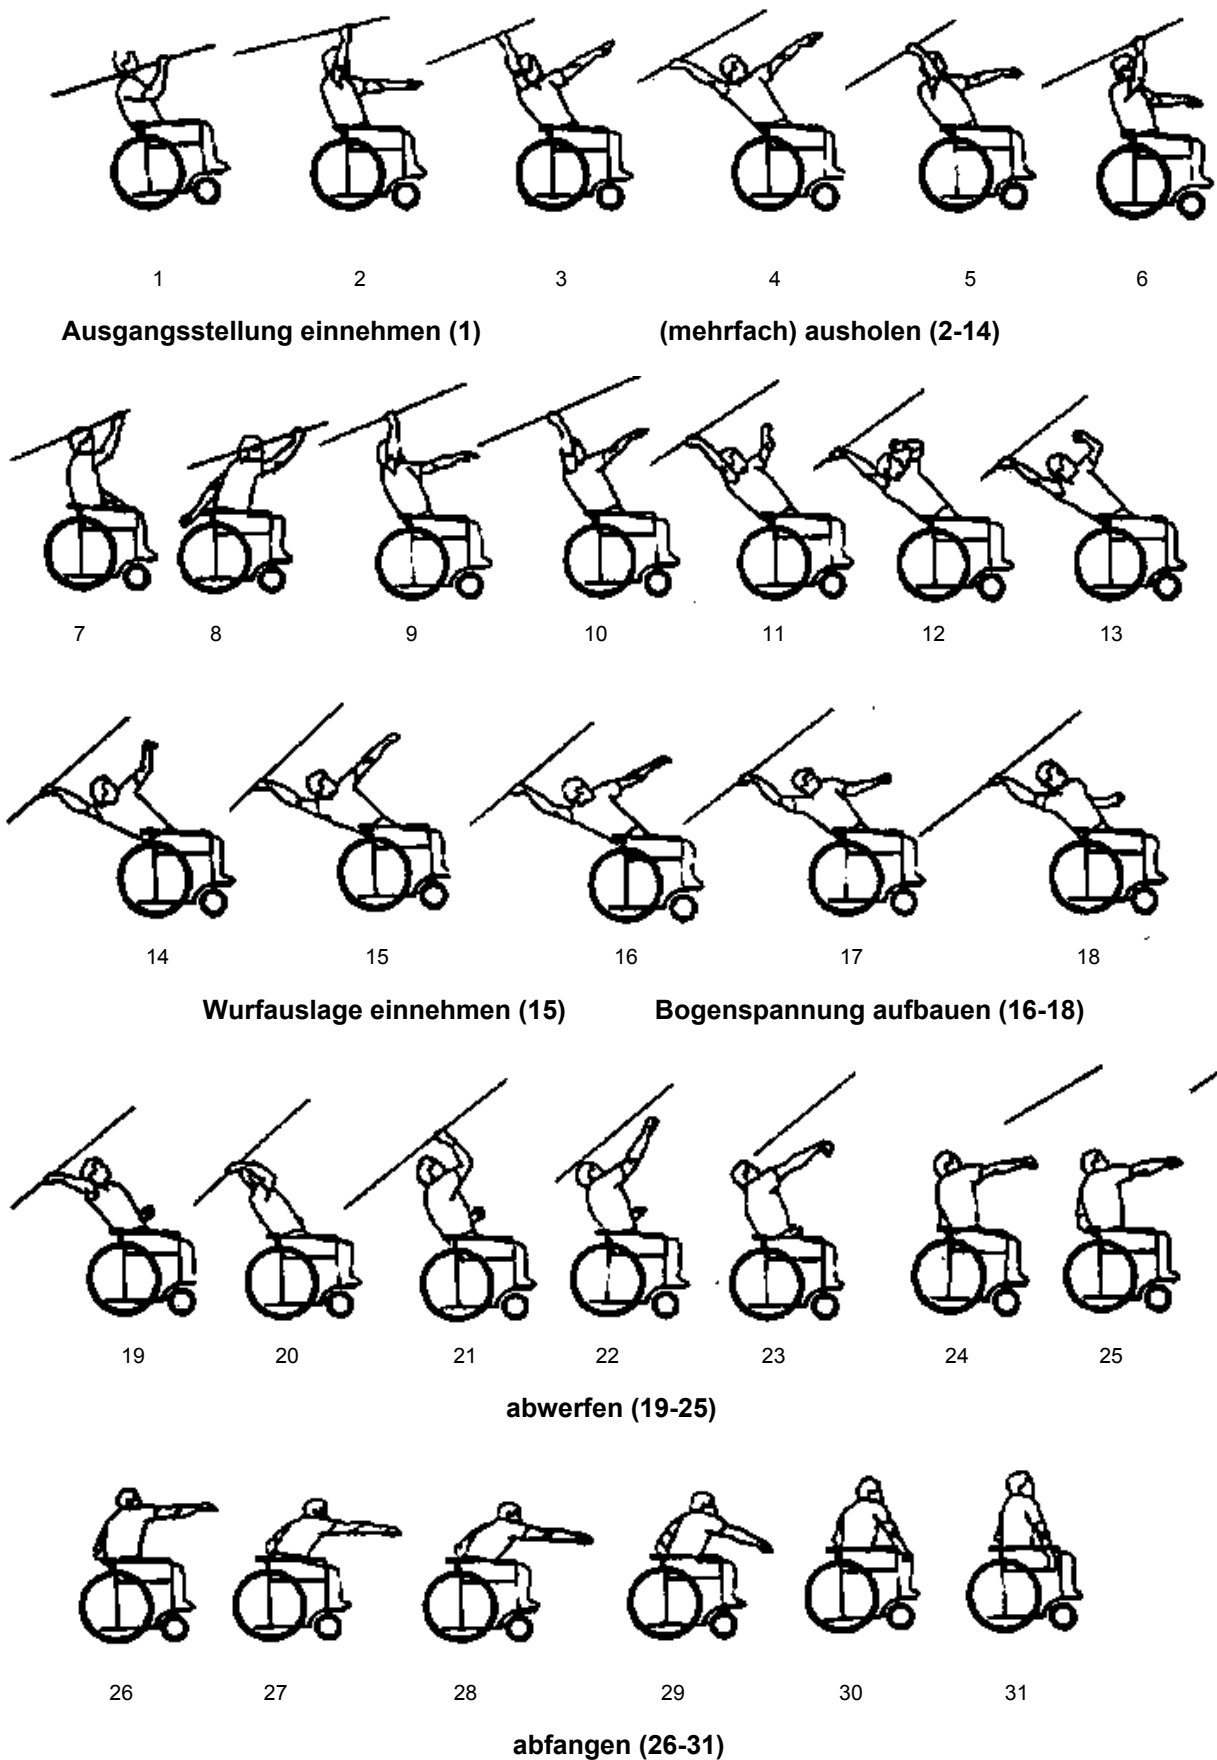 1 2 3 4 5 6
Ausgangsstellung einnehmen (1) (mehrfach) ausholen (2-14)
7 8 9 10 11 12 13
14 15 16 17 18
Wurfauslage einnehmen (15) Bogenspannung aufbauen (16-18)
19 20 21 22 23 24 25
abwerfen (19-25)
26 27 28 29 30 31
abfangen (26-31)